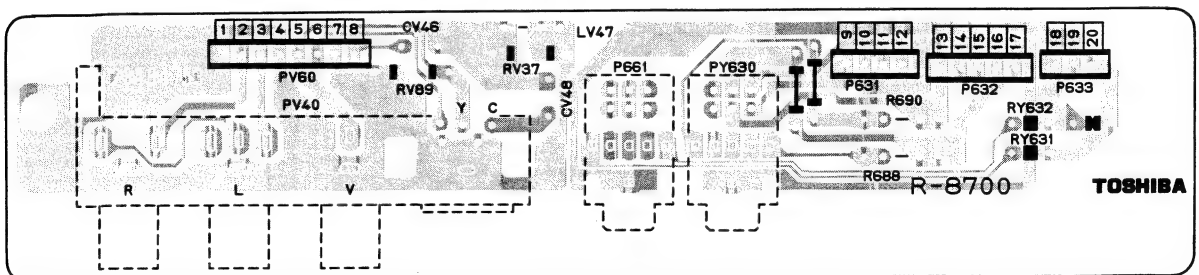 1 2 3 4 5 6 7 8
CV46
LV47
9 10 11 12
13 14 15 16 17
18 19 20
PV60
RV89
RV37
P661
PY630
P631
P632
P633
PV40
Y
C
CV48
R690
RY632
RY631
R
L
V
R688
R-8700
TOSHIBA